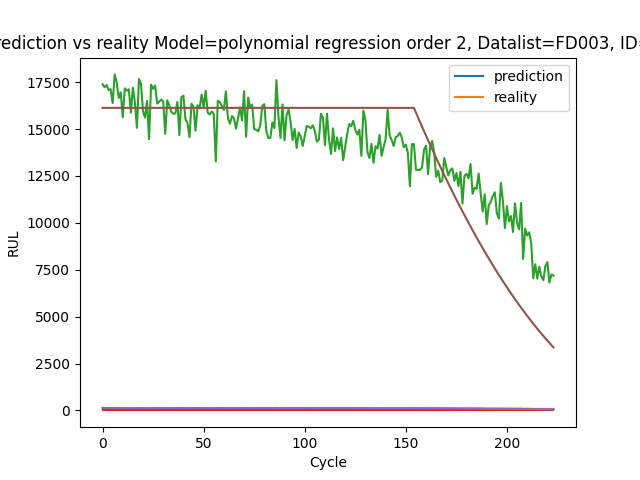 rediction vs reality Model=polynomial regression order 2, Datalist=FD003, ID=
prediction
reality
17500
15000
12500
10000
7500
5000
2500
0
RUL
0 50 100 150 200
Cycle